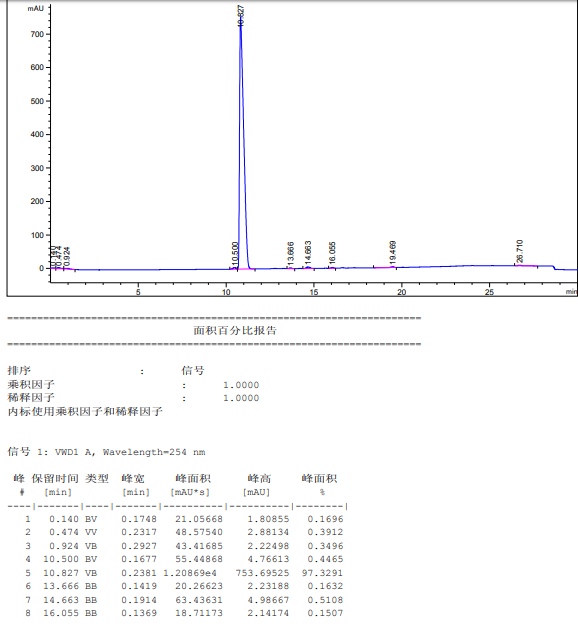 mAU
10.827
700
600
500
400
300
200
100
0
0.140
0.474
0.924
10.500
13.666
14.663
16.055
19.469
26.710
5
10
15
20
25
min
==========================================================
面积百分比报告
==========================================================
排序 : 信号
乘积因子 : 1.0000
稀释因子 : 1.0000
内标使用乘积因子和稀释因子
信号 1: VWD1 A, Wavelength=254 nm
峰 保留时间 类型 峰宽 峰面积 峰高 峰面积
# [min] [min] [mAU*s] [mAU] %
----|-------|----|-------|----------|----------|--------|
1 0.140 BV 0.1748 21.05668 1.80855 0.1696
2 0.474 VV 0.2317 48.57540 2.88134 0.3912
3 0.924 VB 0.2927 43.41685 2.22498 0.3496
4 10.500 BV 0.1677 55.44868 4.76613 0.4465
5 10.827 VB 0.2381 1.20869e4 753.69525 97.3291
6 13.666 BB 0.1419 20.26623 2.23188 0.1632
7 14.663 BB 0.1914 63.43631 4.98667 0.5108
8 16.055 BB 0.1369 18.71173 2.14174 0.1507